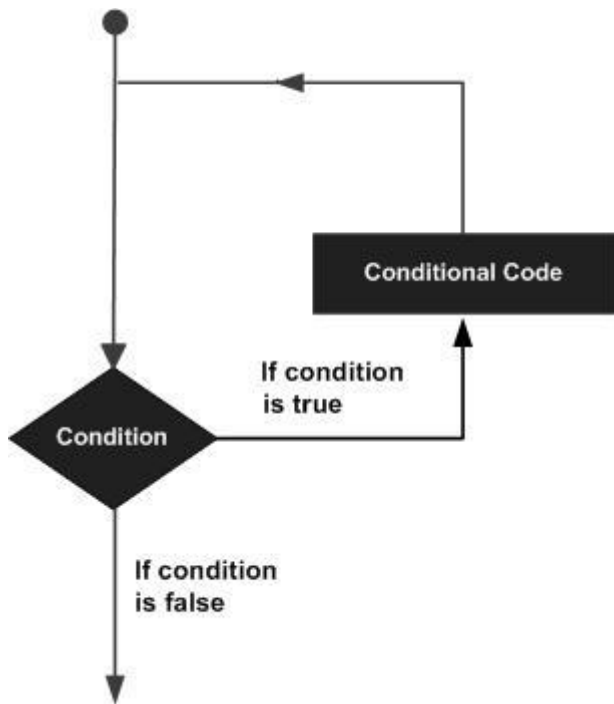 Conditional Code
If condition
is true
Condition
If condition
is false